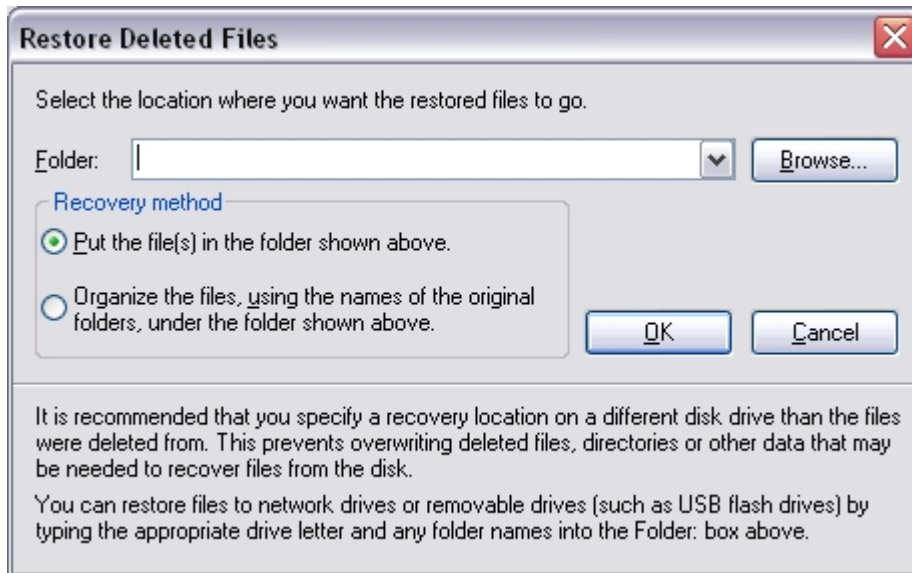 Restore Deleted Files
Select the location where you want the restored files to go.
Folder:
Browse...
Recovery method
Put the file(s) in the folder shown above.
Organize the files, using the names of the original
folders, under the folder shown above.
OK
Cancel
It is recommended that you specify a recovery location on a different disk drive than the files
were deleted from. This prevents overwriting deleted files, directories or other data that may
be needed to recover files from the disk.
You can restore files to network drives or removable drives (such as USB flash drives) by
typing the appropriate drive letter and any folder names into the Folder: box above.